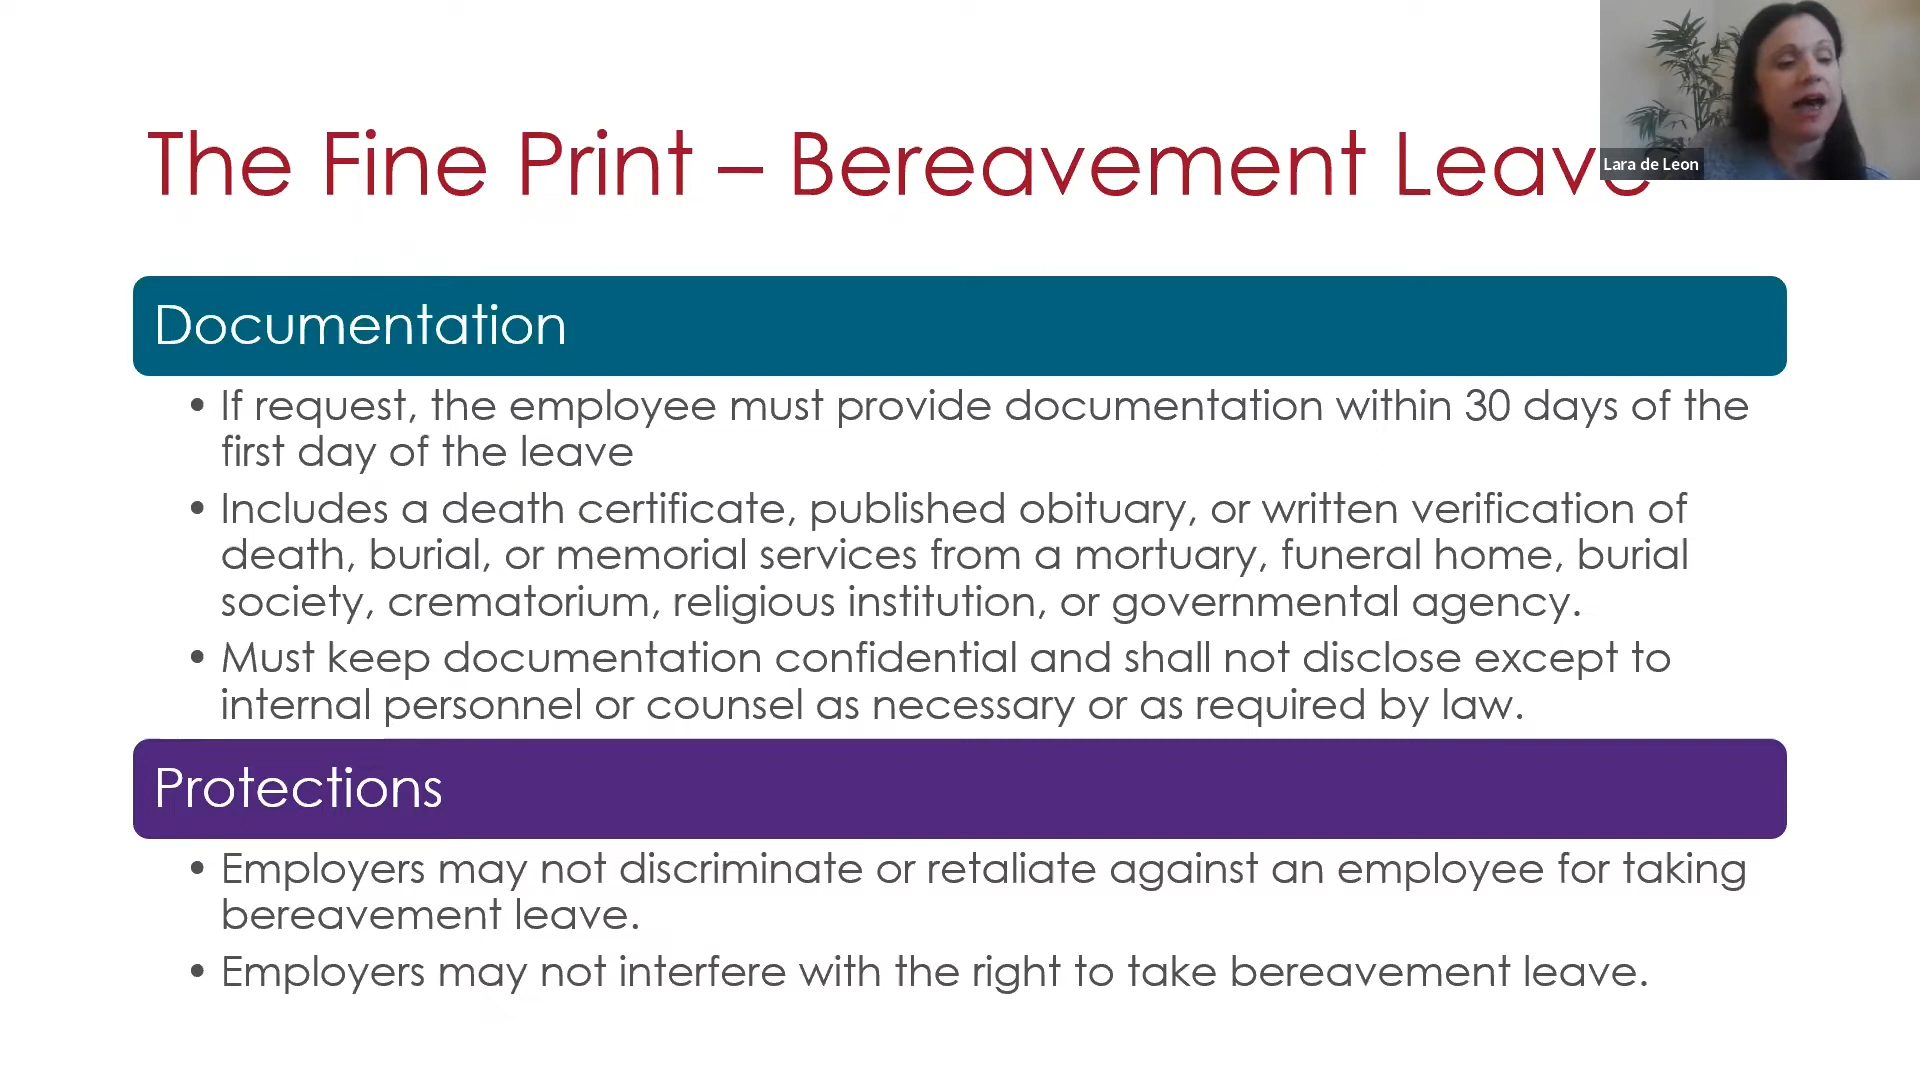 The Fine Print – Bereavement Leave
Lara de Leon
Documentation
• If request, the employee must provide documentation within 30 days of the
first day of the leave
• Includes a death certificate, published obituary, or written verification of
death, burial, or memorial services from a mortuary, funeral home, burial
society, crematorium, religious institution, or governmental agency.
• Must keep documentation confidential and shall not disclose except to
internal personnel or counsel as necessary or as required by law.
Protections
• Employers may not discriminate or retaliate against an employee for taking
bereavement leave.
• Employers may not interfere with the right to take bereavement leave.